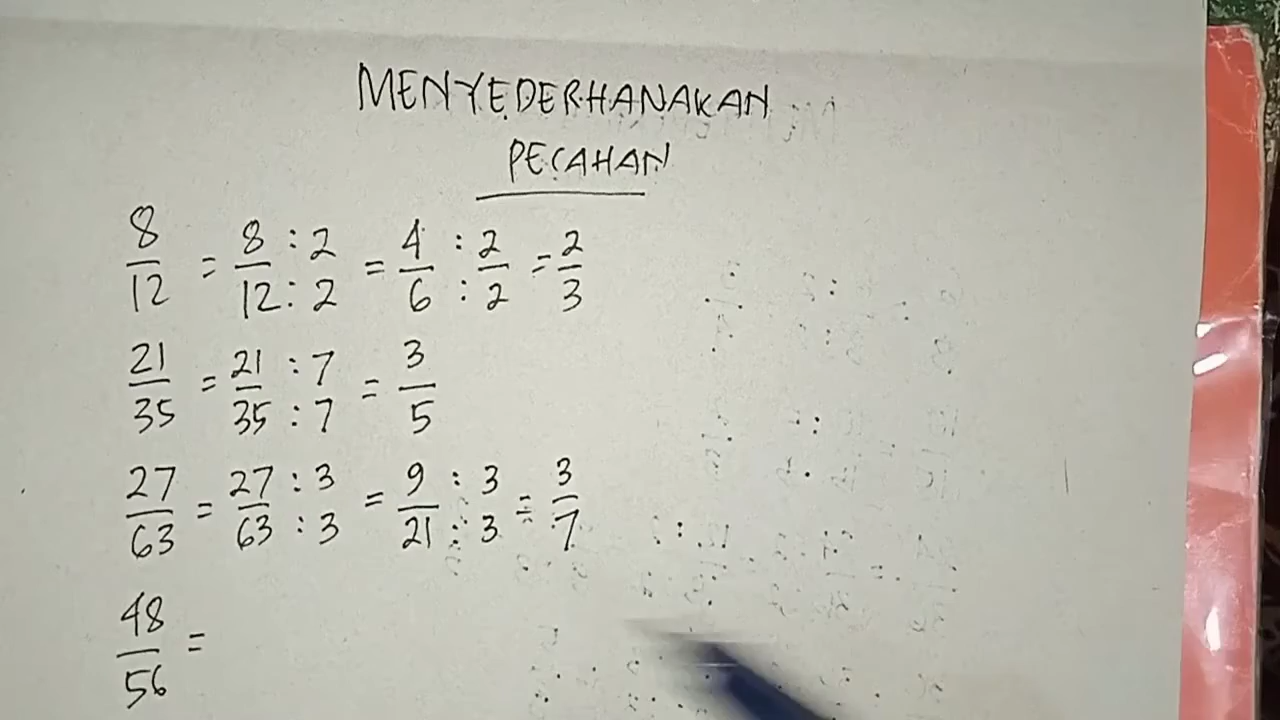 MENYEDERHANAKAN
PECAHAN
8/12 = 8 : 2 / 12 : 2 = 4 : 2 / 6 : 2 = 2/3
21/35 = 21 : 7 / 35 : 7 = 3/5
27/63 = 27 : 3 / 63 : 3 = 9 : 3 / 21 : 3 = 3/7
48/56 =